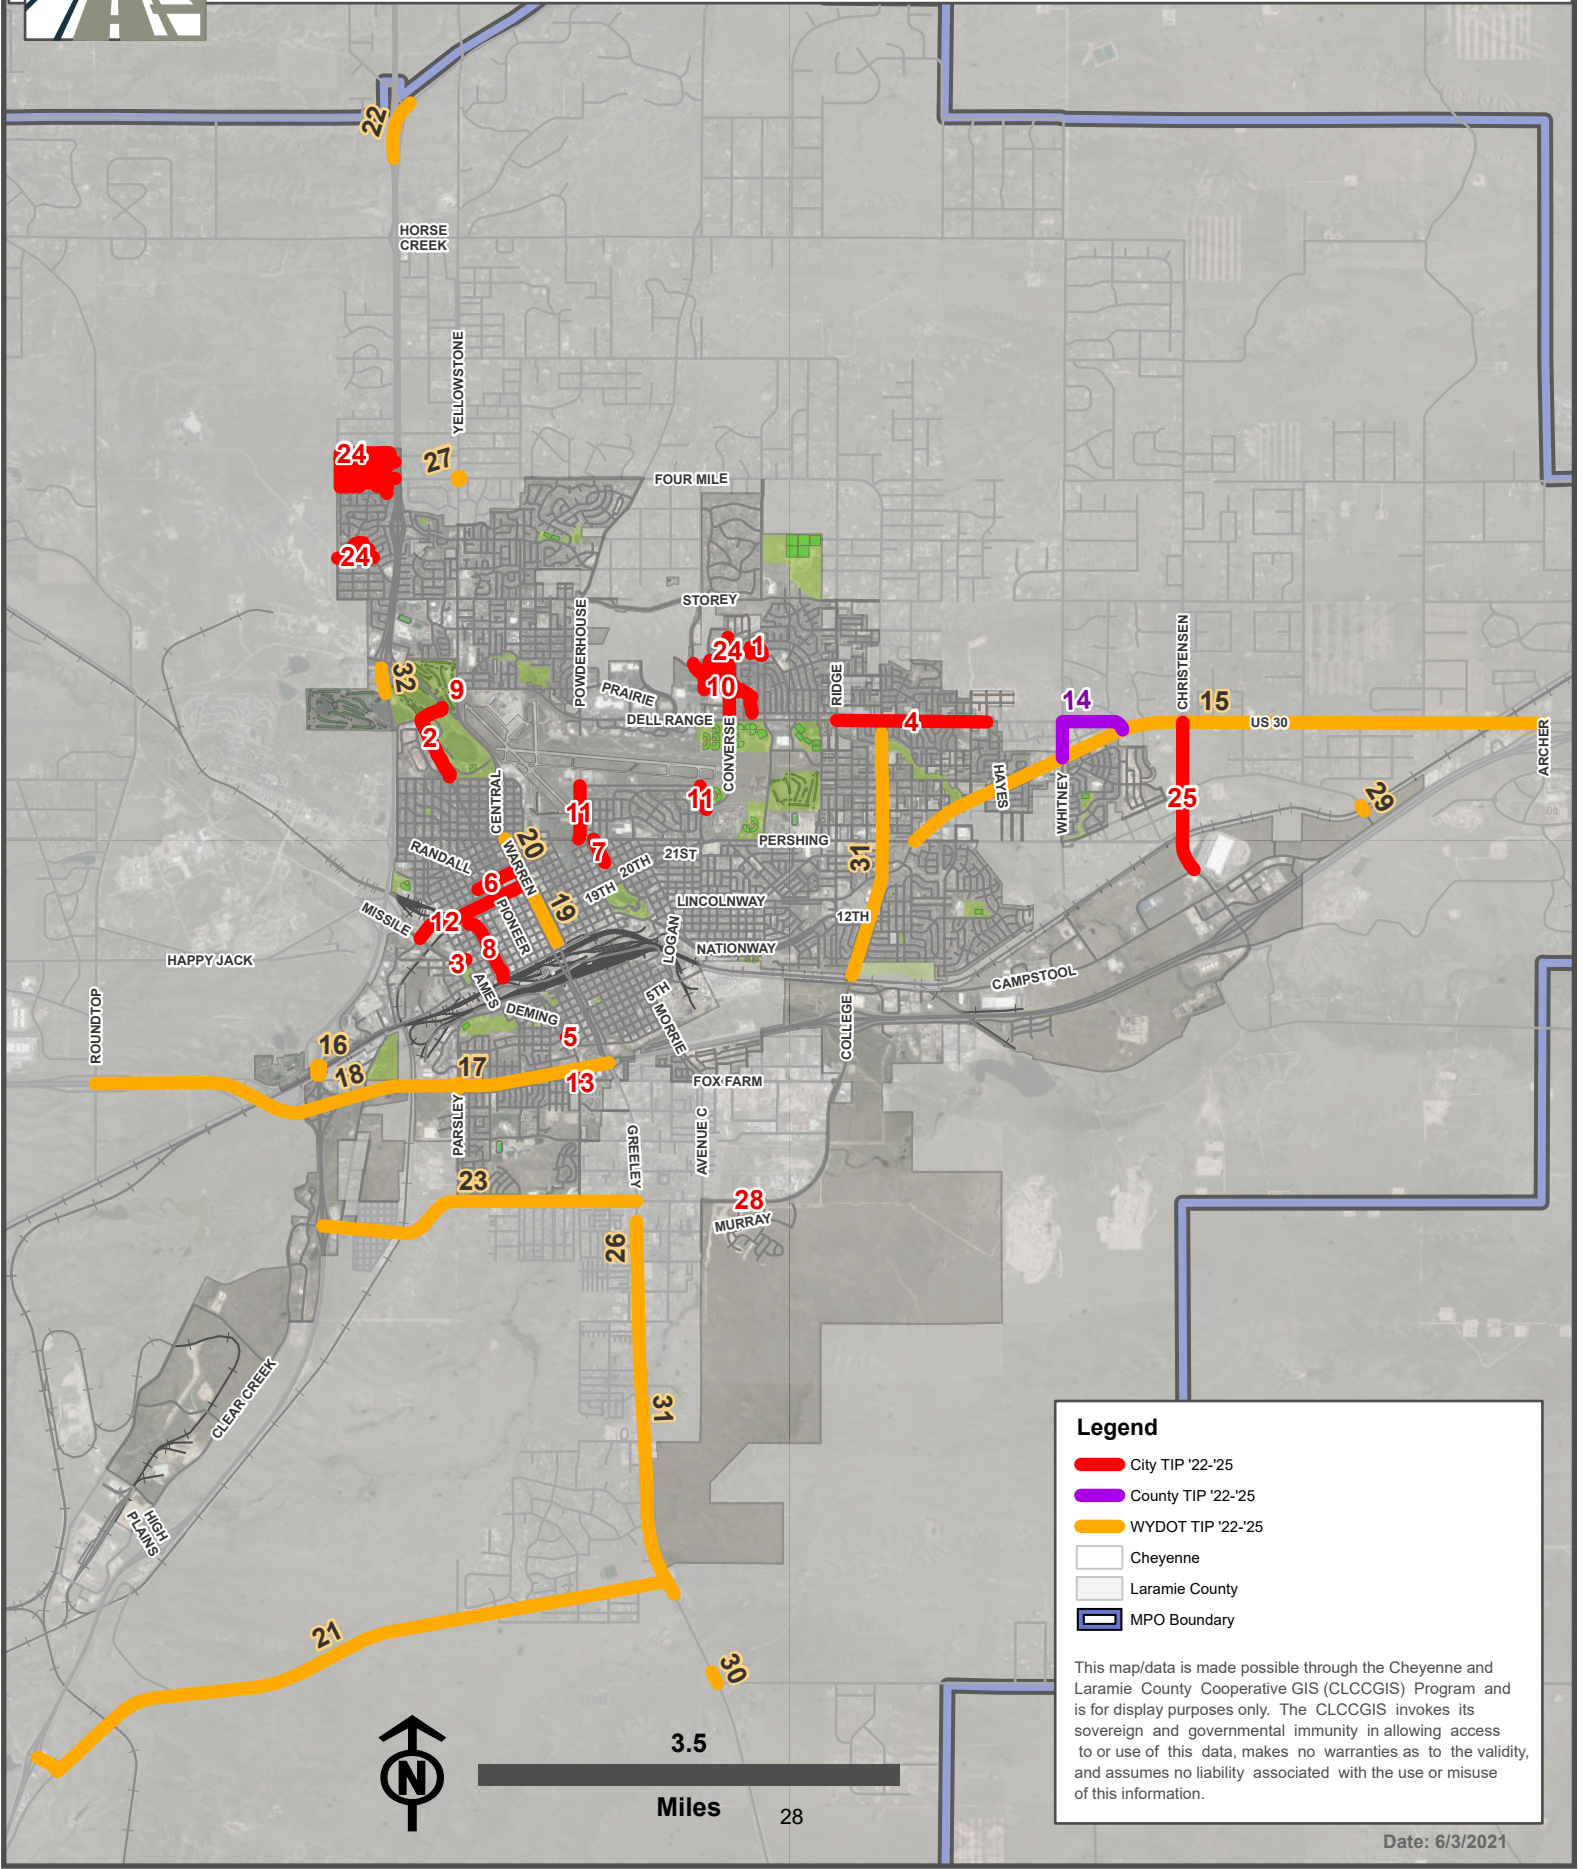 22
HORSE
CREEK
YELLOWSTONE
24
27
FOUR MILE
24
STOREY
POWDERHOUSE
CHRISTENSEN
24
1
32
9
PRAIRIE
10
RIDGE
14
15
DELL RANGE
4
US 30
2
CONVERSE
ARCHER
CENTRAL
HAYES
WHITNEY
25
29
11
11
20
7
PERSHING
RANDALL
WARREN
20TH
21ST
31
6
19TH
19
LINCOLNWAY
MISSILE
12
PIONEER
12TH
8
LOGAN
NATIONWAY
HAPPY JACK
3
AMES
CAMPSTOOL
5TH
DEMING
MORRIE
ROUNDTOP
COLLEGE
5
16
18
17
13
FOX FARM
PARSLEY
GREELEY
AVENUE C
23
28
MURRAY
26
CLEAR CREEK
31
HIGH
PLAINS
21
30
Legend
City TIP '22-'25
County TIP '22-'25
WYDOT TIP '22-'25
Cheyenne
Laramie County
MPO Boundary
This map/data is made possible through the Cheyenne and
Laramie County Cooperative GIS (CLCCGIS) Program and
is for display purposes only. The CLCCGIS invokes its
sovereign and governmental immunity in allowing access
to or use of this data, makes no warranties as to the validity,
and assumes no liability associated with the use or misuse
of this information.
N
3.5
Miles
28
Date: 6/3/2021